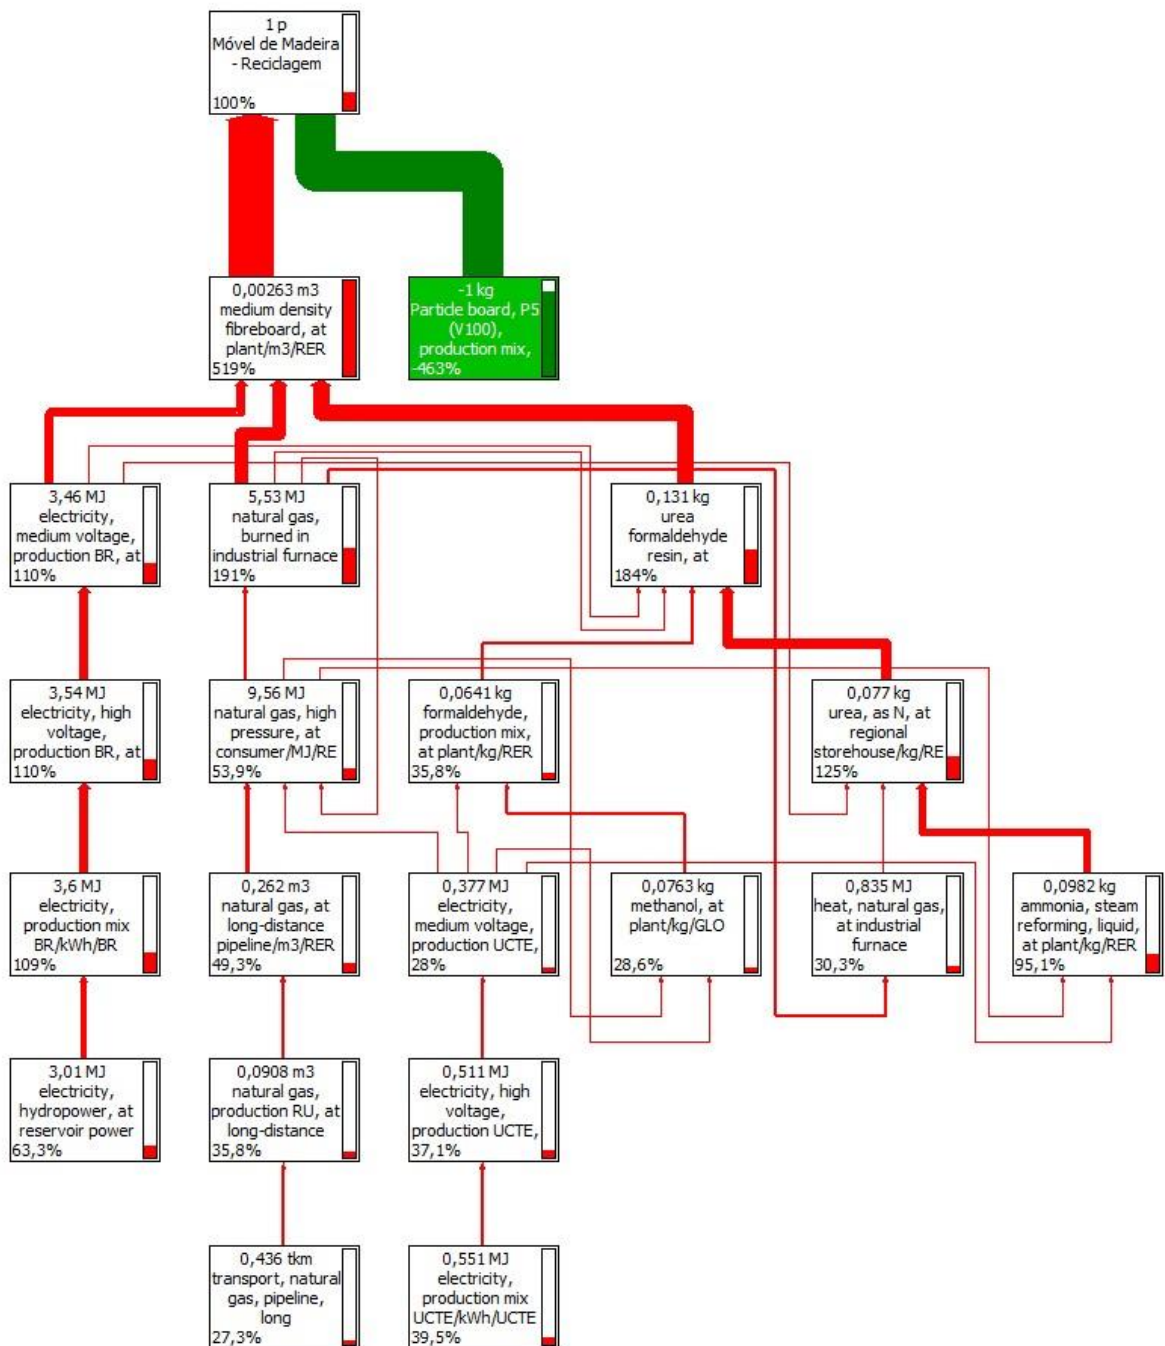 1 p
Móvel de Madeira
- Reciclagem
100%
0,00263 m3
medium density
fibreboard, at
plant/m3/RER
519%
-1 kg
Particle board, P5
(V100),
production mix,
-463%
3,46 MJ
electricity,
medium voltage,
production BR, at
110%
5,53 MJ
natural gas,
burned in
industrial furnace
191%
0,131 kg
urea
formaldehyde
resin, at
184%
3,54 MJ
electricity, high
voltage,
production BR, at
110%
9,56 MJ
natural gas, high
pressure, at
consumer/MJ/RE
53,9%
0,0641 kg
formaldehyde,
production mix,
at plant/kg/RER
35,8%
0,077 kg
urea, as N, at
regional
storehouse/kg/RE
125%
3,6 MJ
electricity,
production mix
BR/kWh/BR
109%
0,262 m3
natural gas, at
long-distance
pipeline/m3/RER
49,3%
0,377 MJ
electricity,
medium voltage,
production UCTE,
28%
0,0763 kg
methanol, at
plant/kg/GLO
28,6%
0,835 MJ
heat, natural gas,
at industrial
furnace
30,3%
0,0982 kg
ammonia, steam
reforming, liquid,
at plant/kg/RER
95,1%
3,01 MJ
electricity,
hydropower, at
reservoir power
63,3%
0,0908 m3
natural gas,
production RU, at
long-distance
35,8%
0,511 MJ
electricity, high
voltage,
production UCTE,
37,1%
0,436 tkm
transport, natural
gas, pipeline,
long
27,3%
0,551 MJ
electricity,
production mix
UCTE/kWh/UCTE
39,5%